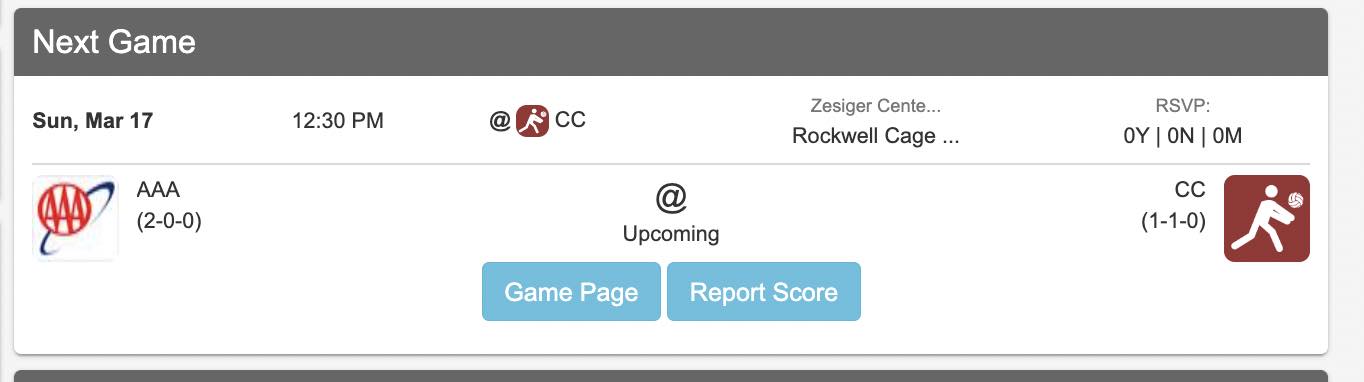 Next Game
Sun, Mar 17 12:30 PM @ CC Zesiger Cente... Rockwell Cage ... RSVP: 0Y | 0N | 0M
AAA
AAA
(2-0-0)
@
Upcoming
CC
(1-1-0)
Game Page Report Score